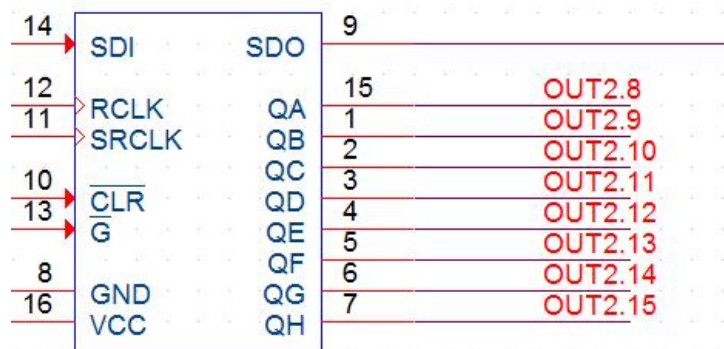 14 SDI SDO 9
12 RCLK QA 15 OUT2.8
11 SRCLK QB 1 OUT2.9
QC 2 OUT2.10
10 CLR QD 3 OUT2.11
13 G QE 4 OUT2.12
QF 5 OUT2.13
8 GND QG 6 OUT2.14
16 VCC QH 7 OUT2.15